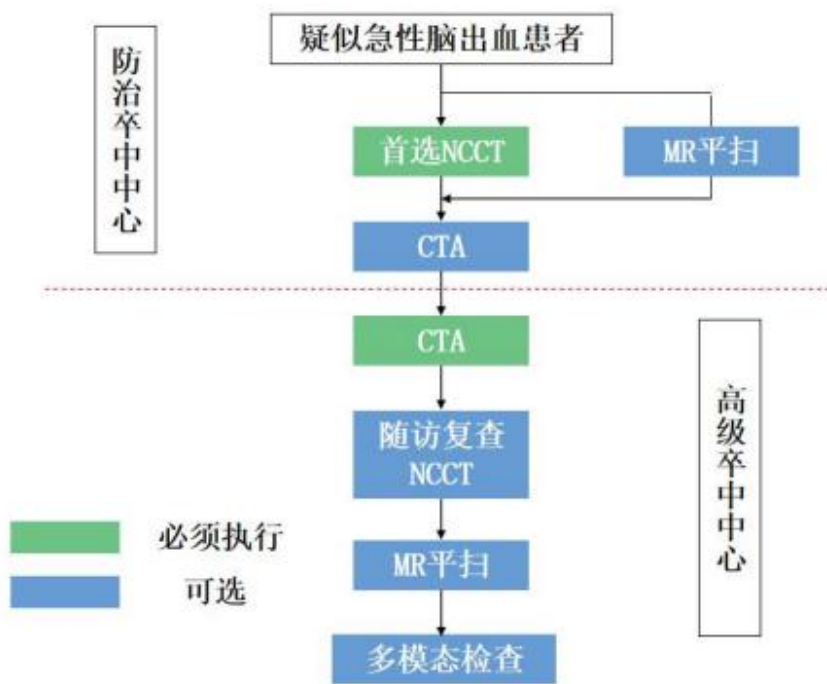 疑似急性脑出血患者
防治卒中中心
首选NCCT
MR平扫
CTA
CTA
随访复查
NCCT
高级卒中中心
MR平扫
多模态检查
必须执行
可选